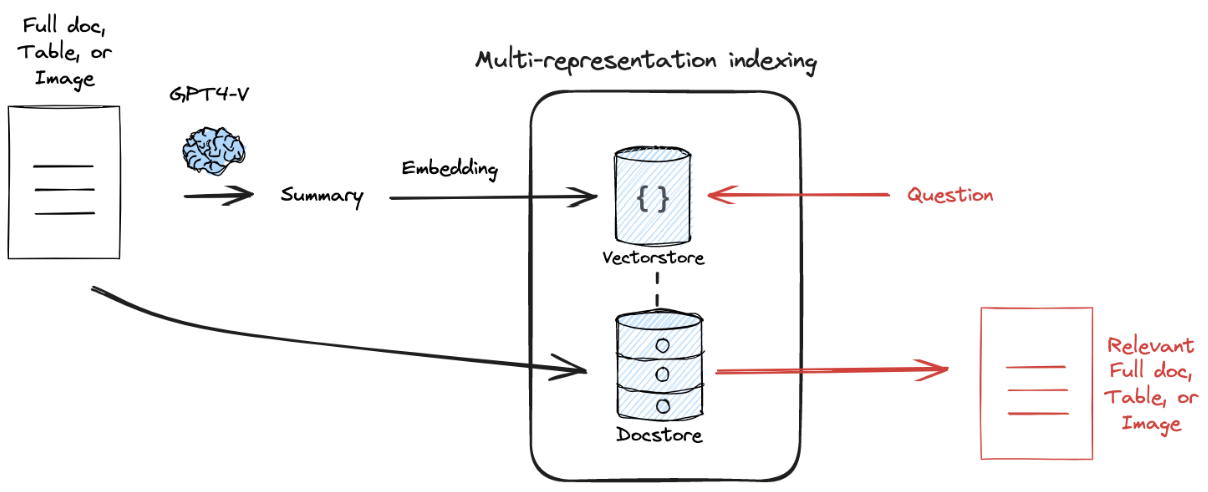 Full doc,
Table, or
Image
GPT4-V
Multi-representation indexing
Summary
Embedding
{ }
Question
Vectorstore
Docstore
Relevant
Full doc,
Table, or
Image